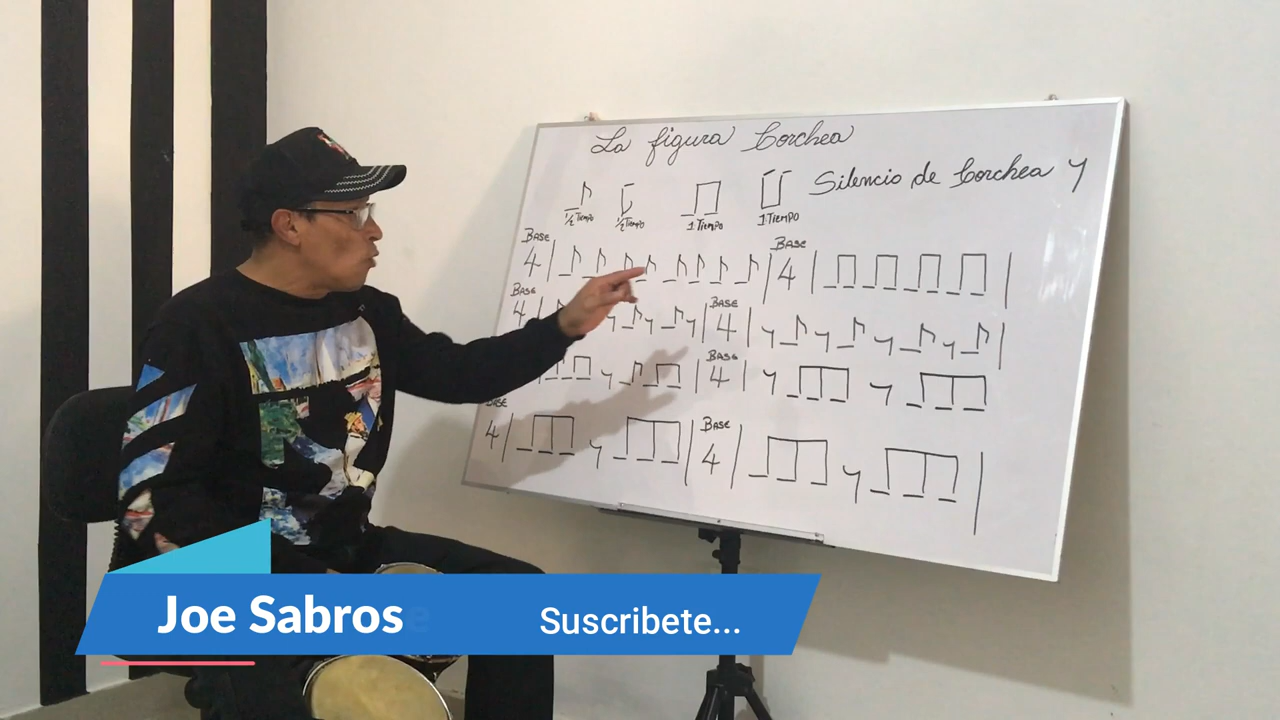 La figura Corchea
Silencio de Corchea
1/2 Tiempo 1/2 Tiempo 1 Tiempo 1 Tiempo
Base Base
4 4
Base Base
4 4
Base
4
Base Base
4 4
Joe Sabros
Suscribete...